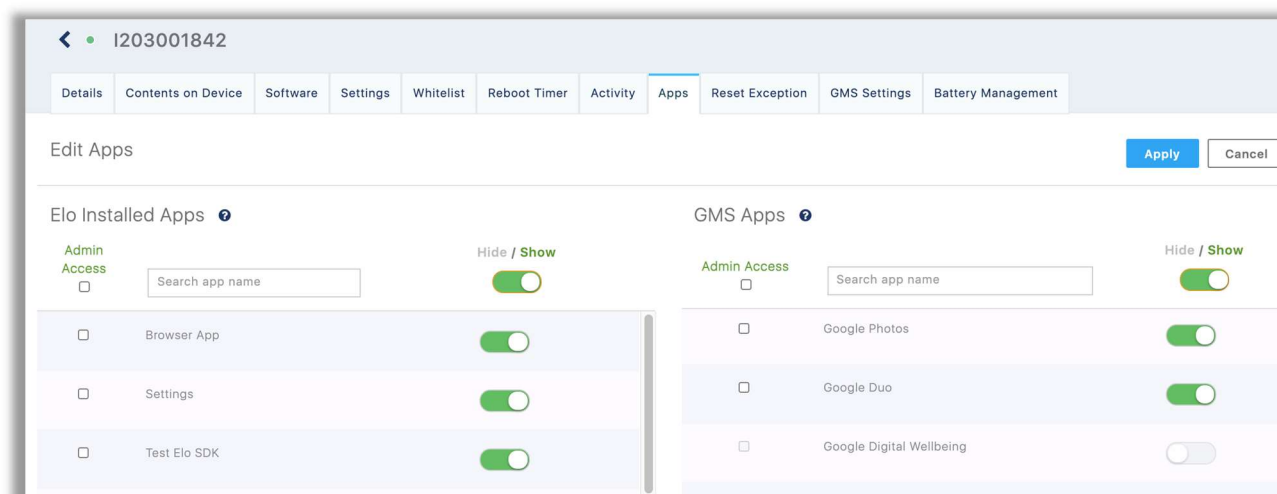 I203001842
Details Contents on Device Software Settings Whitelist Reboot Timer Activity Apps Reset Exception GMS Settings Battery Management
Edit Apps
Apply Cancel
Elo Installed Apps ?
Admin Access
Search app name
Hide / Show
Browser App
Settings
Test Elo SDK
GMS Apps ?
Admin Access
Search app name
Hide / Show
Google Photos
Google Duo
Google Digital Wellbeing